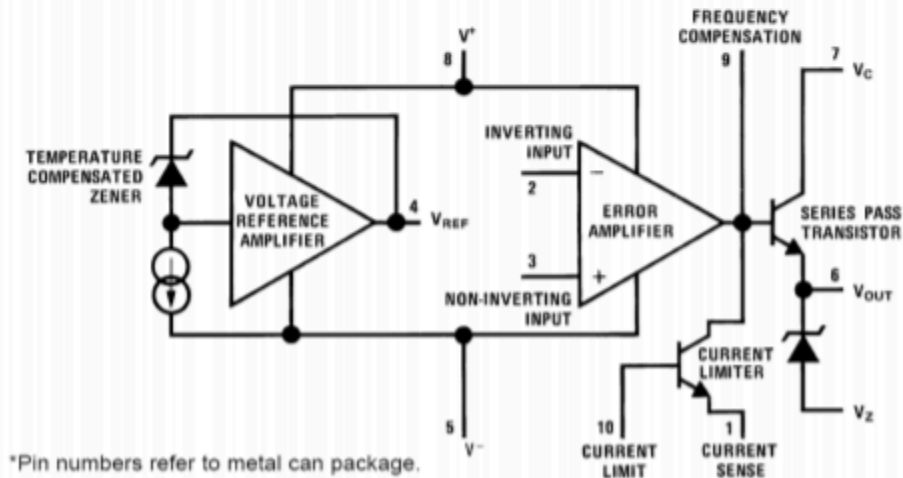 FREQUENCY
COMPENSATION
V+
8
9
7
VC
TEMPERATURE
COMPENSATED
ZENER
VOLTAGE
REFERENCE
AMPLIFIER
4
VREF
INVERTING
INPUT
2
−
ERROR
AMPLIFIER
3
+
NON-INVERTING
INPUT
SERIES PASS
TRANSISTOR
6
VOUT
CURRENT
LIMITER
VZ
5
V−
10
CURRENT
LIMIT
1
CURRENT
SENSE
*Pin numbers refer to metal can package.